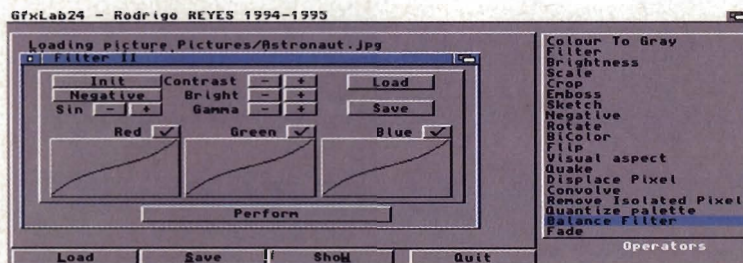 GfxLab24 - Rodrigo REYES 1994-1995
Loading picture Pictures/Astronaut.jpg
Filter II
Init
Contrast - +
Load
Negative
Bright - +
Sin - +
Gamma - +
Save
Red
Green
Blue
Perform
Load
Save
Show
Quit
Colour To Gray
Filter
Brightness
Scale
Crop
Emboss
Sketch
Negative
Rotate
BiColor
Flip
Visual aspect
Quake
Displace Pixel
Convolve
Remove Isolated Pixel
Quantize palette
Balance Filter
Fade
Operators